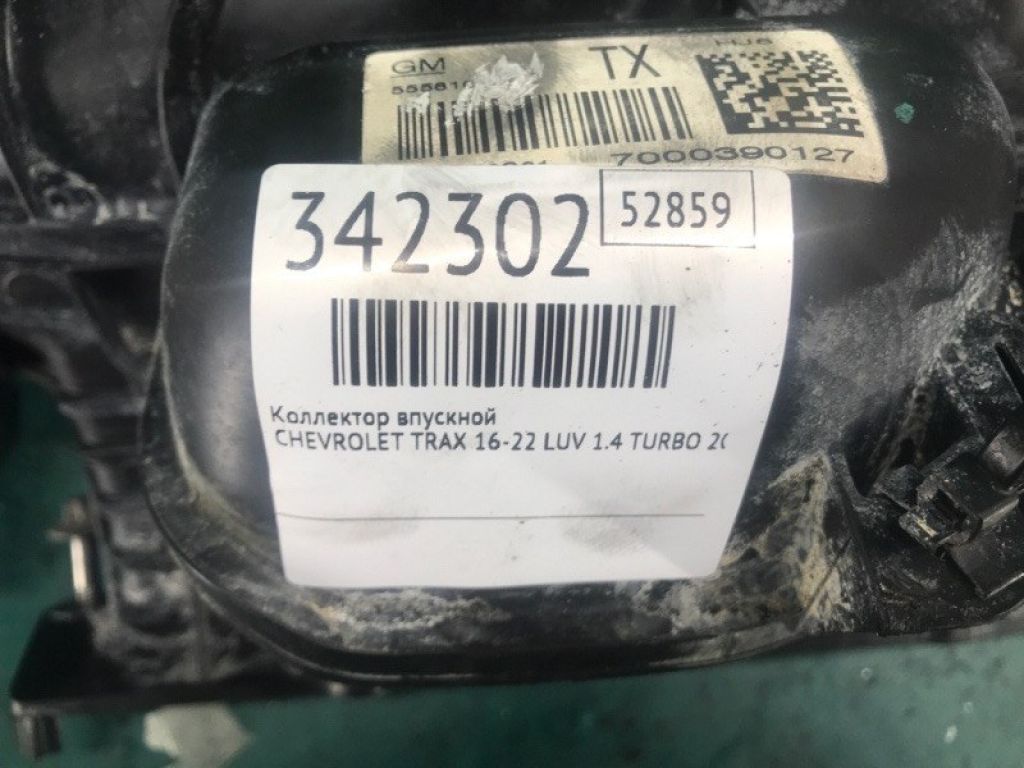 GM
TX
7000390127
342302
52859
Коллектор впускной
CHEVROLET TRAX 16-22 LUV 1.4 TURBO